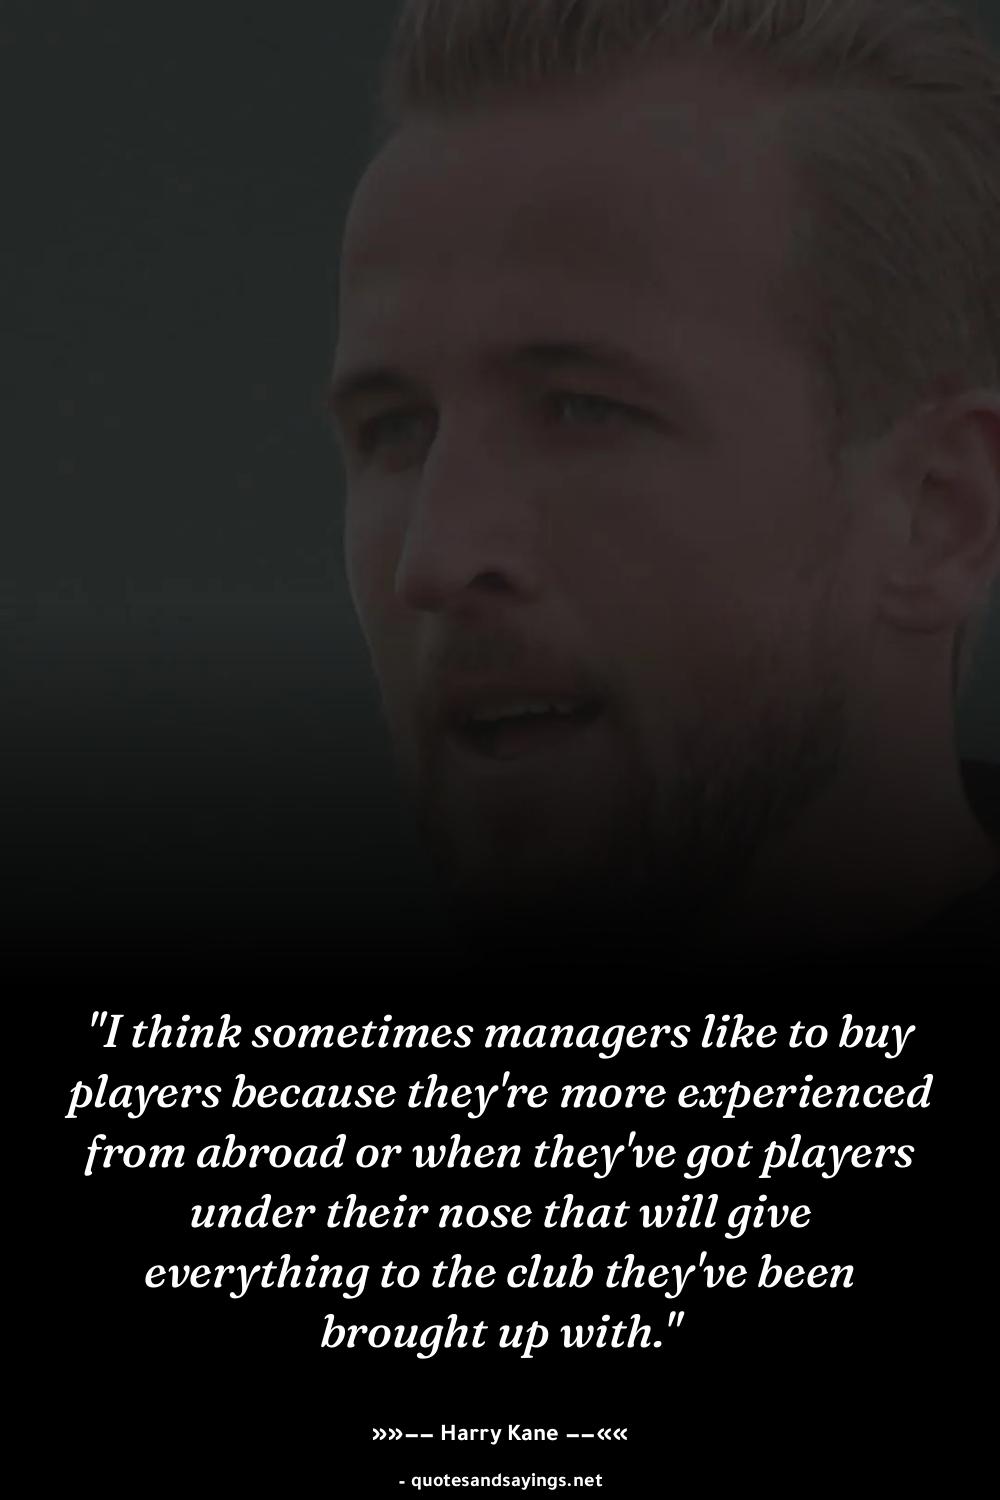 "I think sometimes managers like to buy
players because they're more experienced
from abroad or when they've got players
under their nose that will give
everything to the club they've been
brought up with."
»»–– Harry Kane ––««
- quotesandsayings.net